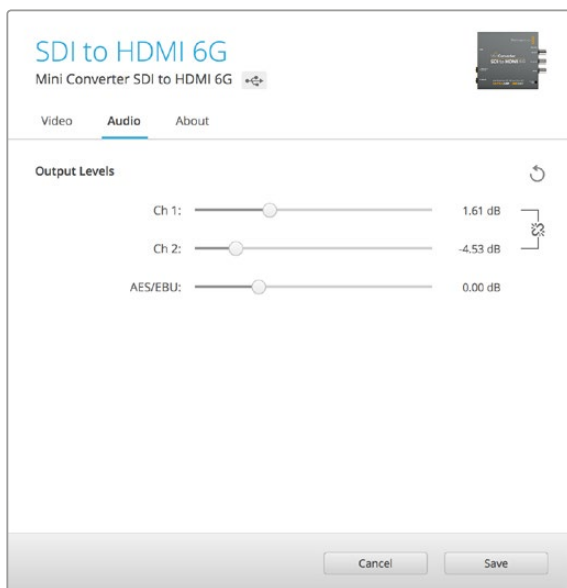 SDI to HDMI 6G
Mini Converter SDI to HDMI 6G
Video Audio About
Output Levels
Ch 1: 1.61 dB
Ch 2: -4.53 dB
AES/EBU: 0.00 dB
Cancel Save